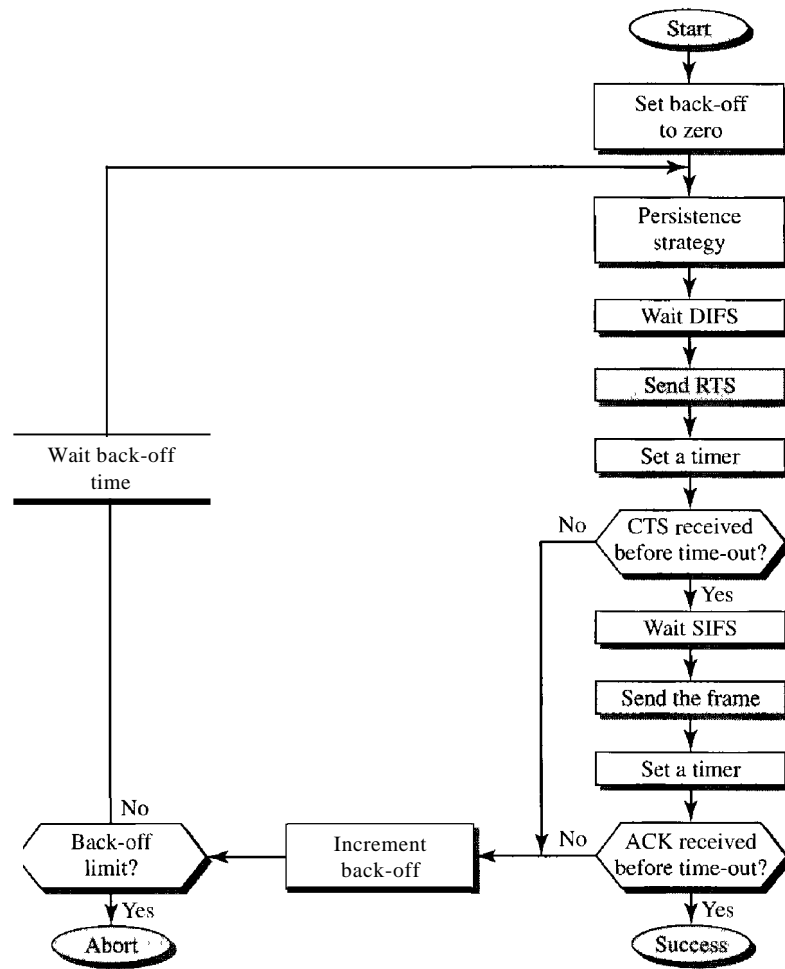 Start
Set back-off
to zero
Persistence
strategy
Wait DIFS
Send RTS
Wait back-off
time
Set a timer
No
CTS received
before time-out?
Yes
Wait SIFS
Send the frame
Set a timer
No
Back-off
limit?
Increment
back-off
No
ACK received
before time-out?
Yes
Yes
Abort
Success